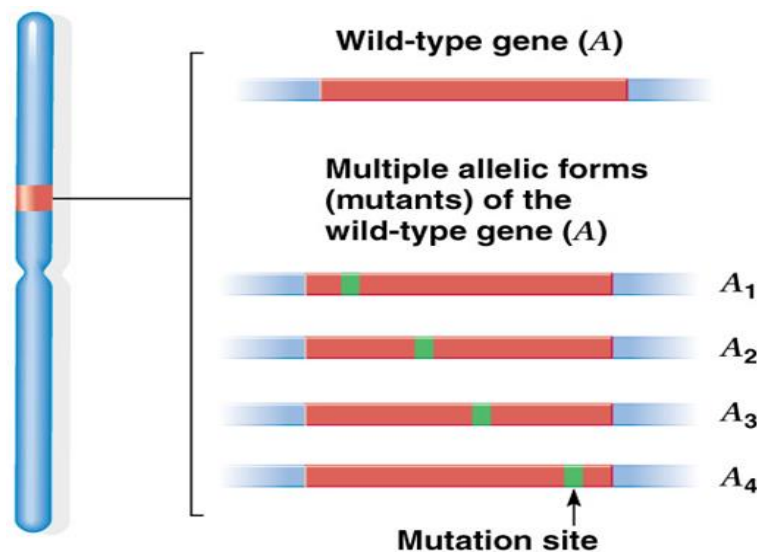 Wild-type gene (A)
Multiple allelic forms
(mutants) of the
wild-type gene (A)
A₁
A₂
A₃
A₄
Mutation site